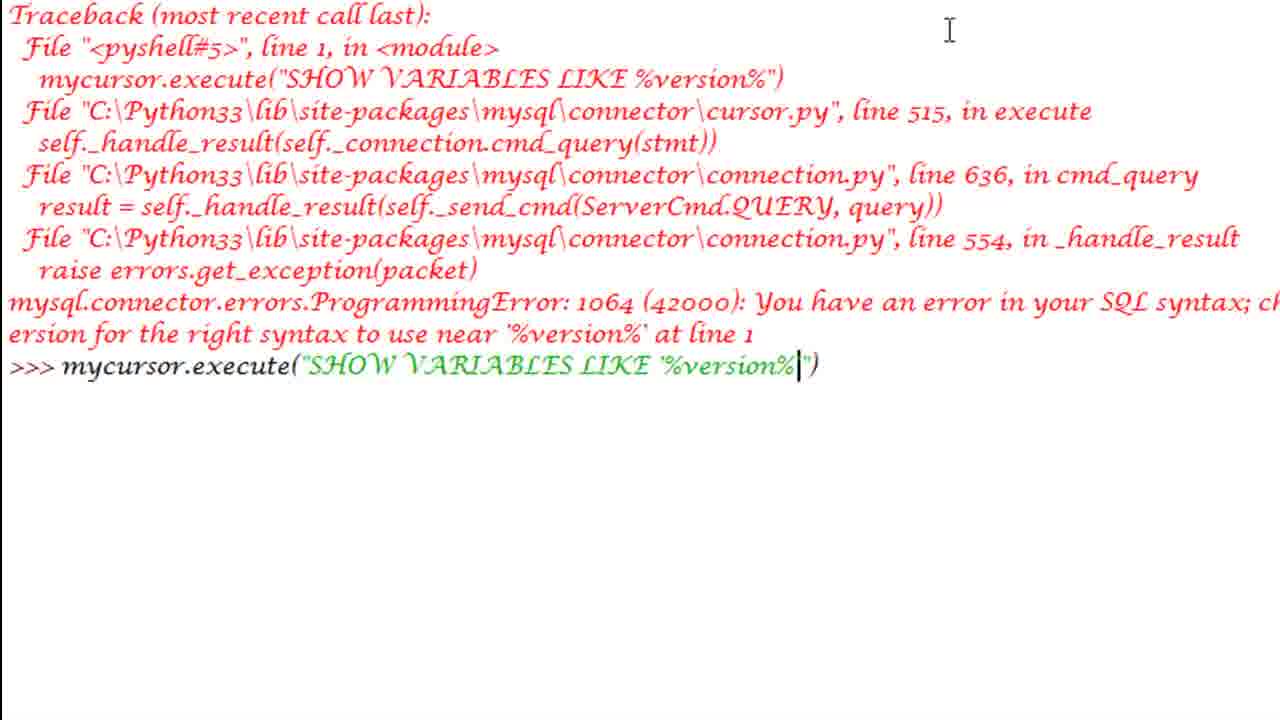 Traceback (most recent call last):
File "<pyshell#5>", line 1, in <module>
mycursor.execute("SHOW VARIABLES LIKE %version%")
File "C:\Python33\lib\site-packages\mysql\connector\cursor.py", line 515, in execute
self._handle_result(self._connection.cmd_query(stmt))
File "C:\Python33\lib\site-packages\mysql\connector\connection.py", line 636, in cmd_query
result = self._handle_result(self._send_cmd(ServerCmd.QUERY, query))
File "C:\Python33\lib\site-packages\mysql\connector\connection.py", line 554, in _handle_result
raise errors.get_exception(packet)
mysql.connector.errors.ProgrammingError: 1064 (42000): You have an error in your SQL syntax; ch
ersion for the right syntax to use near '%version%' at line 1
>>> mycursor.execute("SHOW VARIABLES LIKE '%version%")